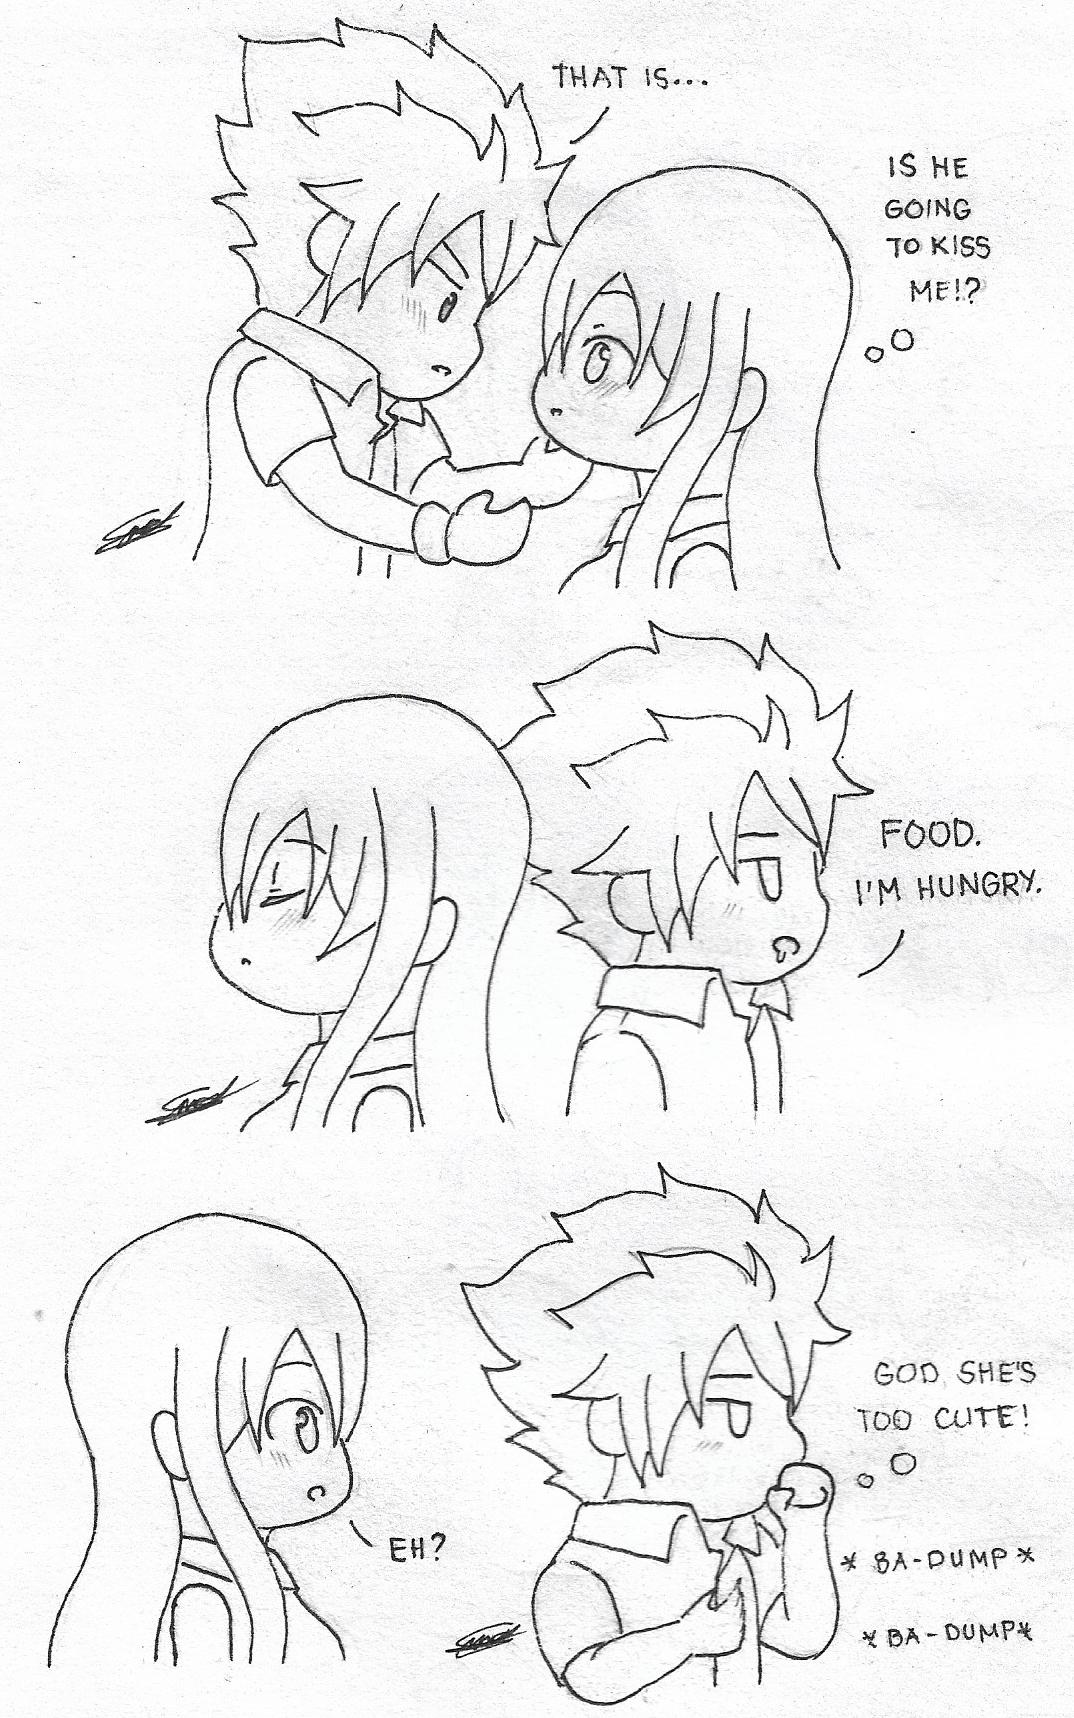 THAT IS...
IS HE
GOING
TO KISS
ME!?
FOOD.
I'M HUNGRY.
GOD, SHE'S
TOO CUTE!
EH?
*BA-DUMP*
*BA-DUMP*